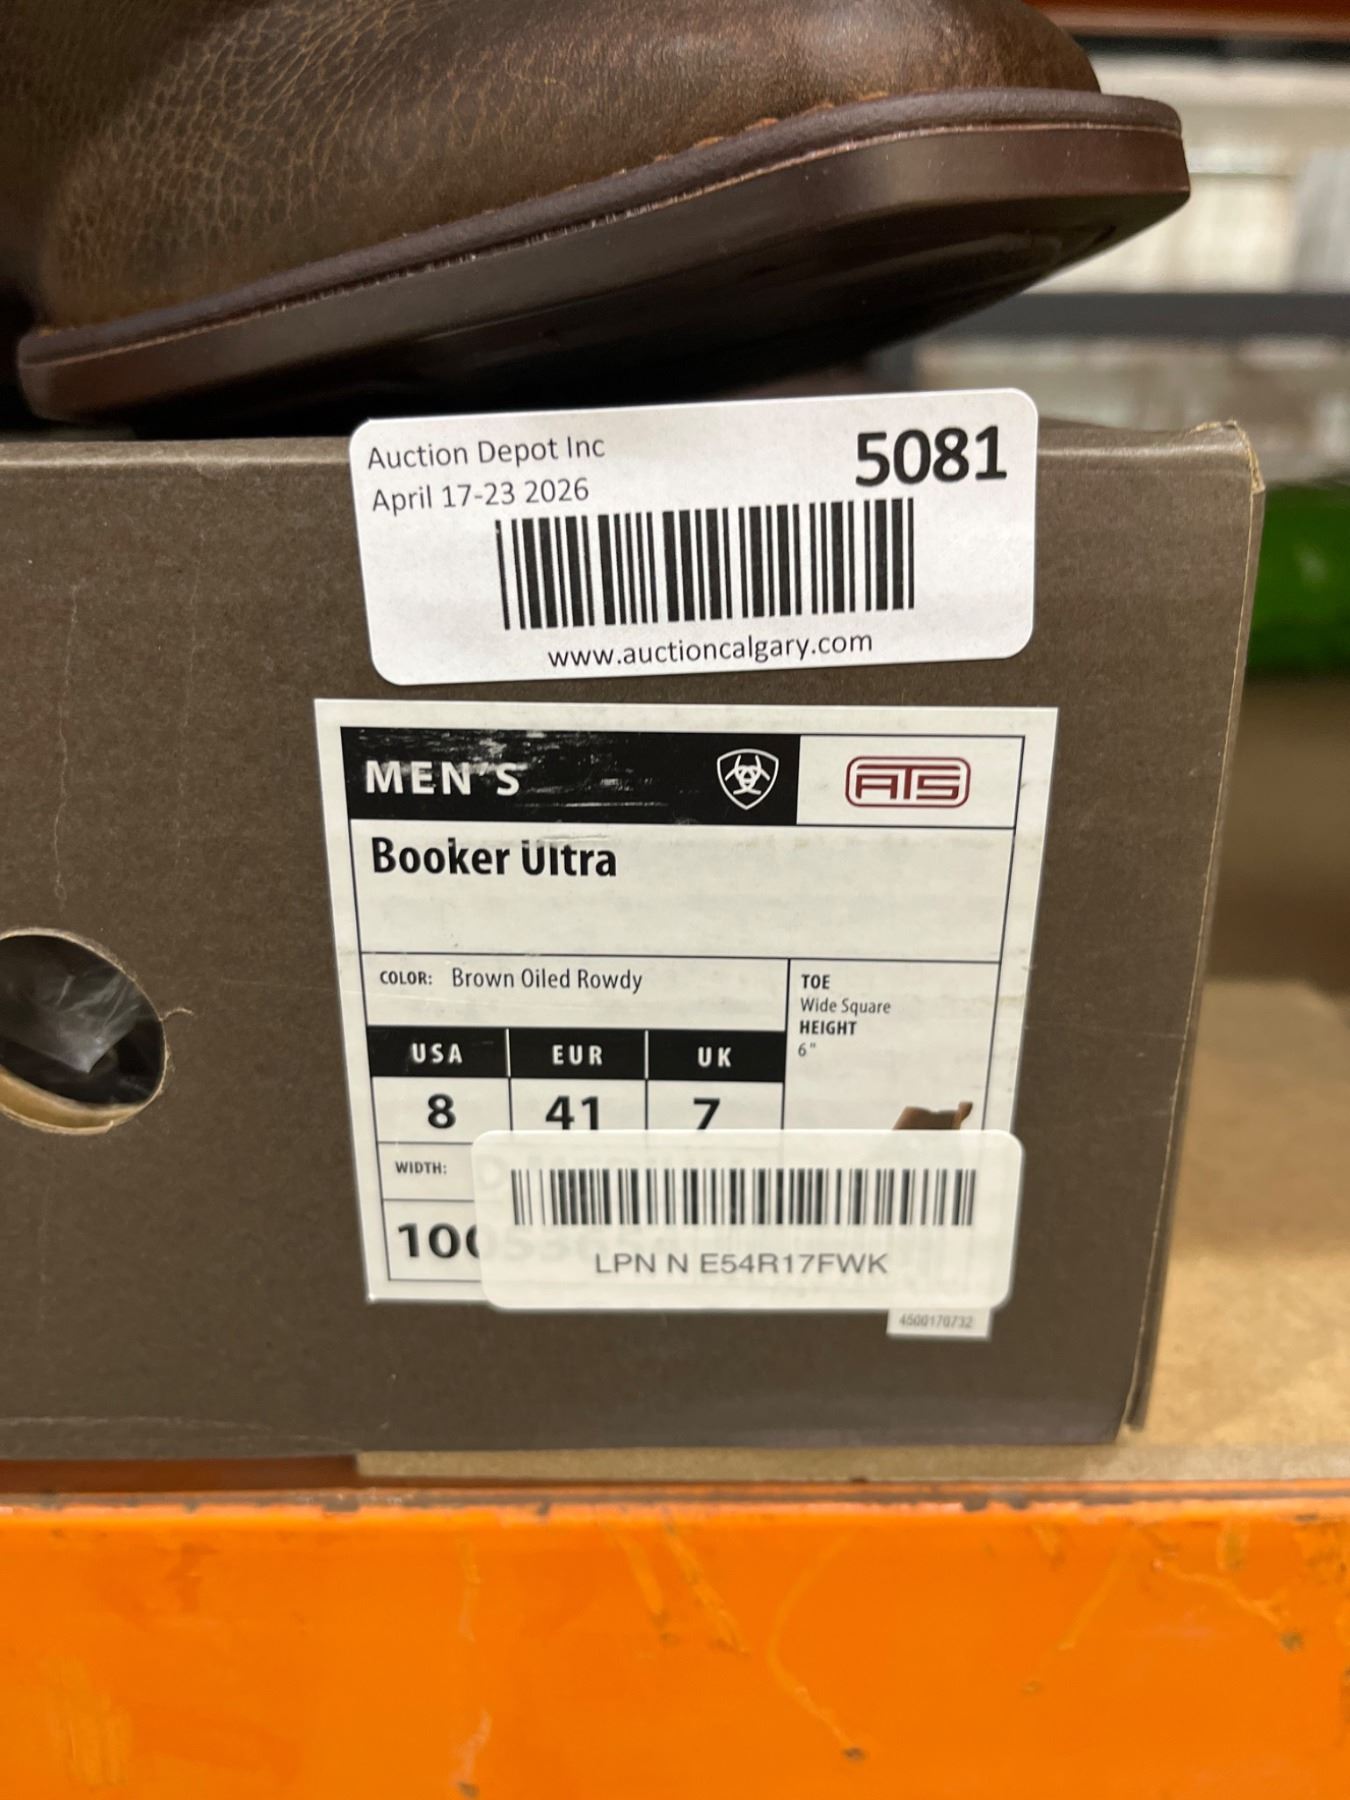 Auction Depot Inc
5081
April 17-23 2026
www.auctioncalgary.com
MEN'S
ATS
Booker Ultra
COLOR: Brown Oiled Rowdy
TOE
Wide Square
HEIGHT
6"
USA EUR UK
8 41 7
WIDTH:
LPN N E54R17FWK
4500170732